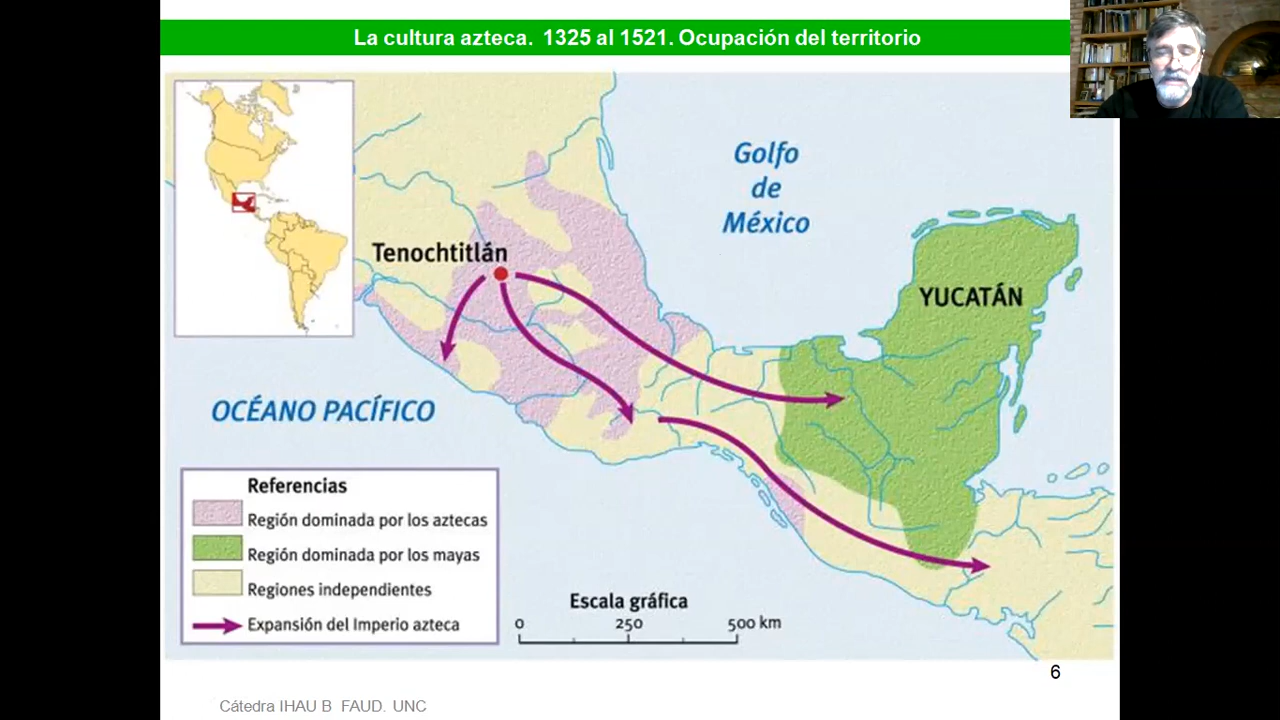 La cultura azteca. 1325 al 1521. Ocupación del territorio
Golfo
de
México
Tenochtitlán
YUCATÁN
OCÉANO PACÍFICO
Referencias
Región dominada por los aztecas
Región dominada por los mayas
Regiones independientes
Expansión del Imperio azteca
Escala gráfica
0 250 500 km
6
Cátedra IHAU B FAUD. UNC